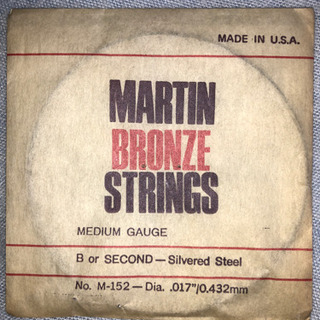 MADE IN U.S.A.
MARTIN
BRONZE
STRINGS
MEDIUM GAUGE
B or SECOND — Silvered Steel
No. M-152 — Dia. .017"/0.432mm